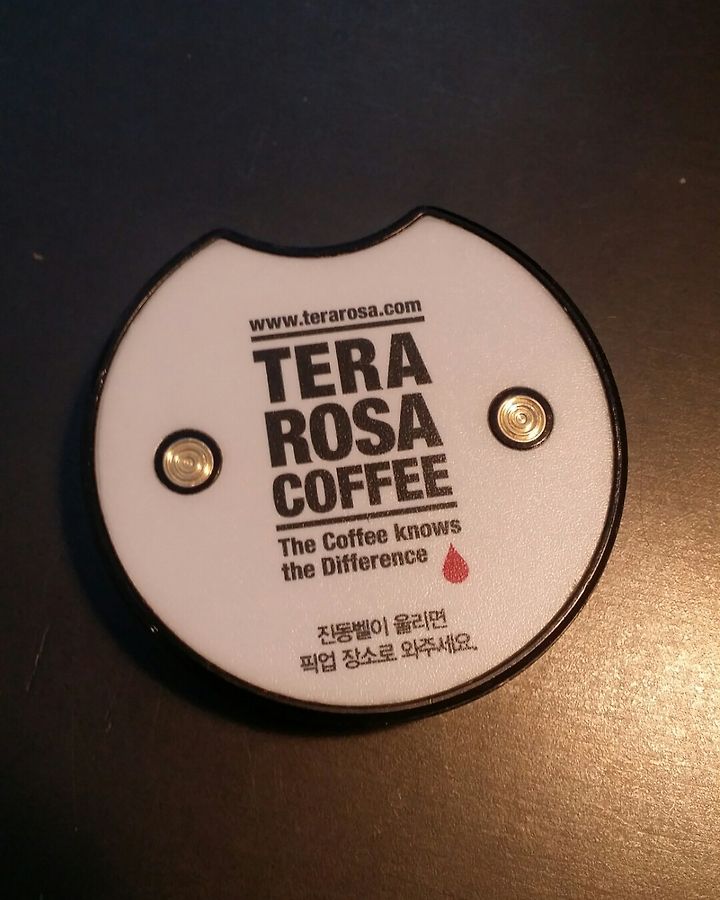 www.terarosa.com
TERA
ROSA
COFFEE
The Coffee knows
the Difference
진동벨이 울리면
픽업 장소로 와주세요.